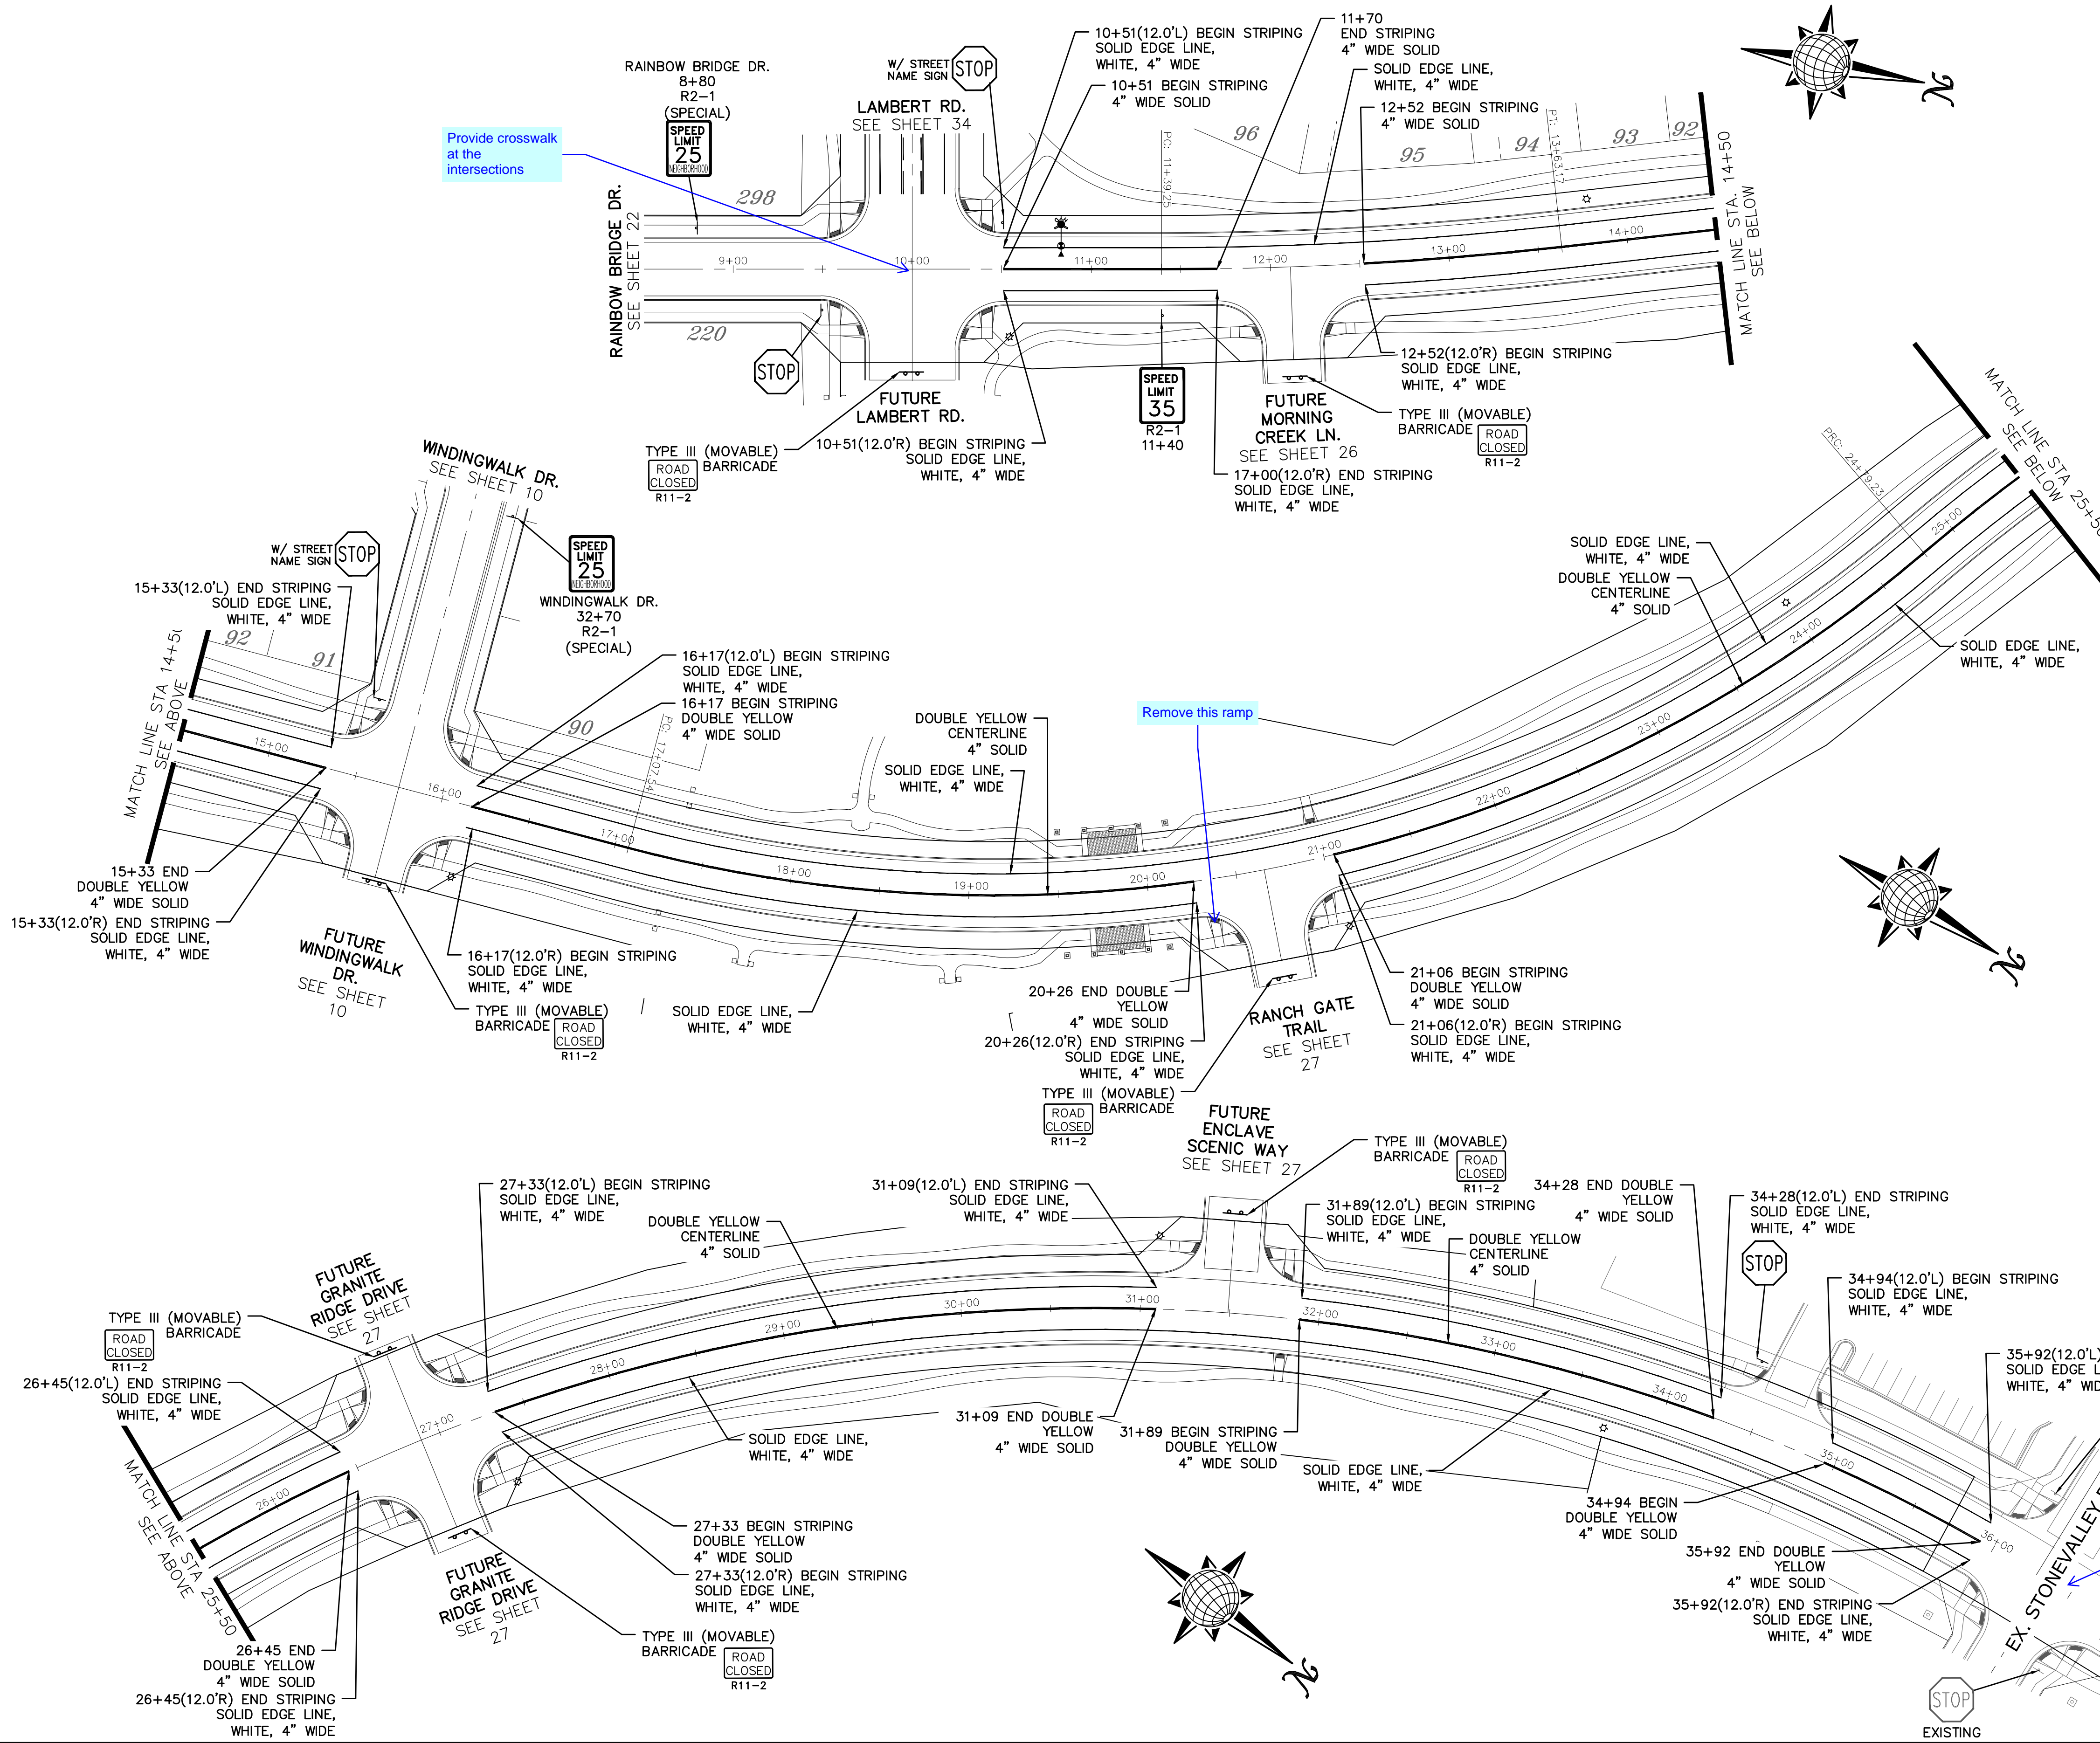 RAINBOW BRIDGE DR.
8+80
R2-1
(SPECIAL)
SPEED
LIMIT
25
NEIGHBORHOOD
W/ STREET
NAME SIGN
STOP
LAMBERT RD.
SEE SHEET 34
10+51(12.0'L) BEGIN STRIPING
SOLID EDGE LINE,
WHITE, 4" WIDE
10+51 BEGIN STRIPING
4" WIDE SOLID
11+70
END STRIPING
4" WIDE SOLID
SOLID EDGE LINE,
WHITE, 4" WIDE
12+52 BEGIN STRIPING
4" WIDE SOLID
N
Provide crosswalk
at the
intersections
298
96
95
94
93
92
PC: 11+39.25
PT: 13+63.17
RAINBOW BRIDGE DR.
SEE SHEET 22
9+00
10+00
11+00
12+00
13+00
14+00
MATCH LINE STA. 14+50
SEE BELOW
220
STOP
FUTURE
LAMBERT RD.
SPEED
LIMIT
35
R2-1
11+40
FUTURE
MORNING
CREEK LN.
SEE SHEET 26
12+52(12.0'R) BEGIN STRIPING
SOLID EDGE LINE,
WHITE, 4" WIDE
TYPE III (MOVABLE)
BARRICADE
ROAD
CLOSED
R11-2
TYPE III (MOVABLE)
BARRICADE
ROAD
CLOSED
R11-2
10+51(12.0'R) BEGIN STRIPING
SOLID EDGE LINE,
WHITE, 4" WIDE
17+00(12.0'R) END STRIPING
SOLID EDGE LINE,
WHITE, 4" WIDE
WINDINGWALK DR.
SEE SHEET 10
W/ STREET
NAME SIGN
STOP
SPEED
LIMIT
25
NEIGHBORHOOD
WINDINGWALK DR.
32+70
R2-1
(SPECIAL)
15+33(12.0'L) END STRIPING
SOLID EDGE LINE,
WHITE, 4" WIDE
MATCH LINE STA 14+50
SEE ABOVE
92
91
90
16+17(12.0'L) BEGIN STRIPING
SOLID EDGE LINE,
WHITE, 4" WIDE
16+17 BEGIN STRIPING
DOUBLE YELLOW
4" WIDE SOLID
PC: 17+07.54
DOUBLE YELLOW
CENTERLINE
4" SOLID
SOLID EDGE LINE,
WHITE, 4" WIDE
Remove this ramp
SOLID EDGE LINE,
WHITE, 4" WIDE
DOUBLE YELLOW
CENTERLINE
4" SOLID
PRC: 24+79.23
MATCH LINE STA 25+50
SEE BELOW
SOLID EDGE LINE,
WHITE, 4" WIDE
15+00
16+00
17+00
18+00
19+00
20+00
21+00
22+00
23+00
24+00
25+00
15+33 END
DOUBLE YELLOW
4" WIDE SOLID
15+33(12.0'R) END STRIPING
SOLID EDGE LINE,
WHITE, 4" WIDE
FUTURE
WINDINGWALK
DR.
SEE SHEET
10
16+17(12.0'R) BEGIN STRIPING
SOLID EDGE LINE,
WHITE, 4" WIDE
TYPE III (MOVABLE)
BARRICADE
ROAD
CLOSED
R11-2
SOLID EDGE LINE,
WHITE, 4" WIDE
20+26 END DOUBLE
YELLOW
4" WIDE SOLID
20+26(12.0'R) END STRIPING
SOLID EDGE LINE,
WHITE, 4" WIDE
TYPE III (MOVABLE)
BARRICADE
ROAD
CLOSED
R11-2
RANCH GATE
TRAIL
SEE SHEET
27
21+06 BEGIN STRIPING
DOUBLE YELLOW
4" WIDE SOLID
21+06(12.0'R) BEGIN STRIPING
SOLID EDGE LINE,
WHITE, 4" WIDE
N
FUTURE
ENCLAVE
SCENIC WAY
SEE SHEET 27
TYPE III (MOVABLE)
BARRICADE
ROAD
CLOSED
R11-2
27+33(12.0'L) BEGIN STRIPING
SOLID EDGE LINE,
WHITE, 4" WIDE
DOUBLE YELLOW
CENTERLINE
4" SOLID
31+09(12.0'L) END STRIPING
SOLID EDGE LINE,
WHITE, 4" WIDE
31+89(12.0'L) BEGIN STRIPING
SOLID EDGE LINE,
WHITE, 4" WIDE
DOUBLE YELLOW
CENTERLINE
4" SOLID
34+28 END DOUBLE
YELLOW
4" WIDE SOLID
34+28(12.0'L) END STRIPING
SOLID EDGE LINE,
WHITE, 4" WIDE
STOP
34+94(12.0'L) BEGIN STRIPING
SOLID EDGE LINE,
WHITE, 4" WIDE
35+92(12.0'L)
SOLID EDGE L
WHITE, 4" WID
FUTURE
GRANITE
RIDGE DRIVE
SEE SHEET
27
TYPE III (MOVABLE)
BARRICADE
ROAD
CLOSED
R11-2
26+45(12.0'L) END STRIPING
SOLID EDGE LINE,
WHITE, 4" WIDE
MATCH LINE STA 25+50
SEE ABOVE
26+00
27+00
28+00
29+00
30+00
31+00
32+00
33+00
34+00
35+00
36+00
SOLID EDGE LINE,
WHITE, 4" WIDE
31+09 END DOUBLE
YELLOW
4" WIDE SOLID
31+89 BEGIN STRIPING
DOUBLE YELLOW
4" WIDE SOLID
SOLID EDGE LINE,
WHITE, 4" WIDE
34+94 BEGIN
DOUBLE YELLOW
4" WIDE SOLID
35+92 END DOUBLE
YELLOW
4" WIDE SOLID
35+92(12.0'R) END STRIPING
SOLID EDGE LINE,
WHITE, 4" WIDE
EX. STONEVALLEY
27+33 BEGIN STRIPING
DOUBLE YELLOW
4" WIDE SOLID
27+33(12.0'R) BEGIN STRIPING
SOLID EDGE LINE,
WHITE, 4" WIDE
FUTURE
GRANITE
RIDGE DRIVE
SEE SHEET
27
TYPE III (MOVABLE)
BARRICADE
ROAD
CLOSED
R11-2
26+45 END
DOUBLE YELLOW
4" WIDE SOLID
26+45(12.0'R) END STRIPING
SOLID EDGE LINE,
WHITE, 4" WIDE
N
STOP
EXISTING